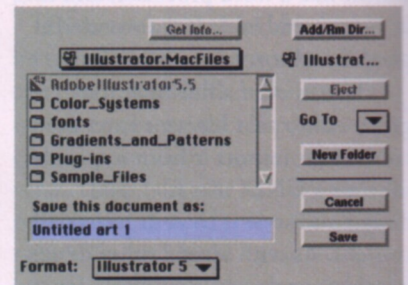 Get Info... Add/Rm Dir...
Illustrator.MacFiles Illustrat...
AdobeIllustrator5.5 Eject
Color_Systems
fonts Go To
Gradients_and_Patterns
Plug-ins New Folder
Sample_Files
Save this document as: Cancel
Untitled art 1 Save
Format: Illustrator 5